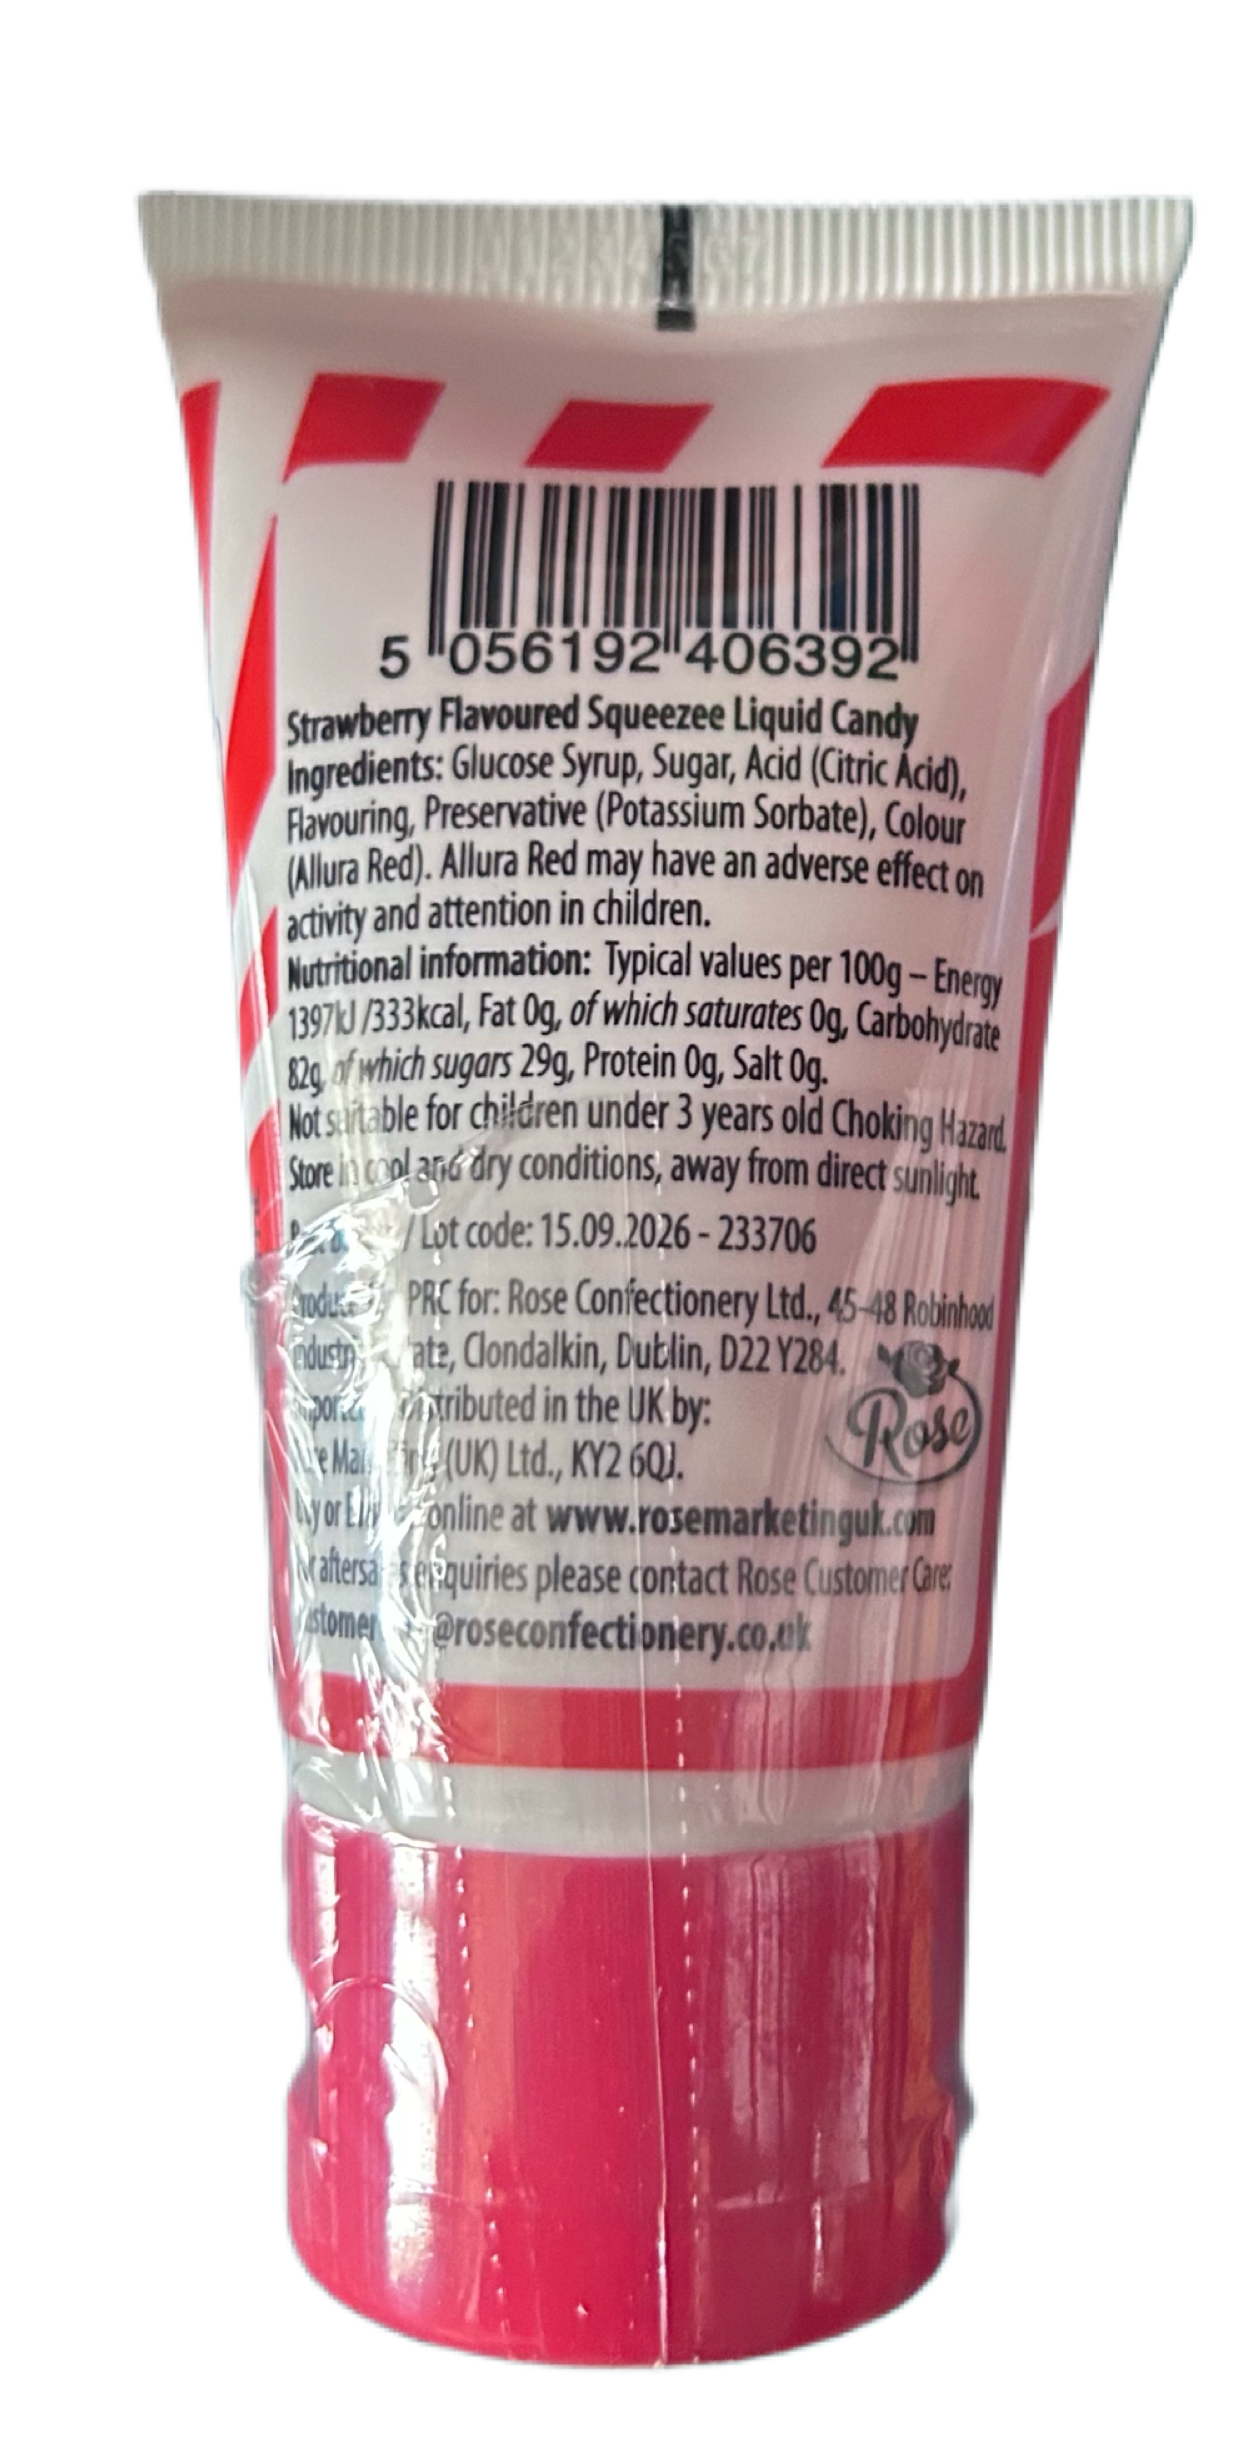 5 056192 406392
Strawberry Flavoured Squeezee Liquid Candy
Ingredients: Glucose Syrup, Sugar, Acid (Citric Acid),
Flavouring, Preservative (Potassium Sorbate), Colour
(Allura Red). Allura Red may have an adverse effect on
activity and attention in children.
Nutritional information: Typical values per 100g – Energy
1397kJ /333kcal, Fat 0g, of which saturates 0g, Carbohydrate
82g, of which sugars 29g, Protein 0g, Salt 0g.
Not suitable for children under 3 years old Choking Hazard.
Store in cool and dry conditions, away from direct sunlight.
/ Lot code: 15.09.2026 - 233706
PRC for: Rose Confectionery Ltd., 45-48 Robinhood
Clondalkin, Dublin, D22 Y284.
Rose
in the UK by:
(UK) Ltd., KY2 6QJ.
online at www.rosemarketinguk.com
enquiries please contact Rose Customer Care:
@roseconfectionery.co.uk